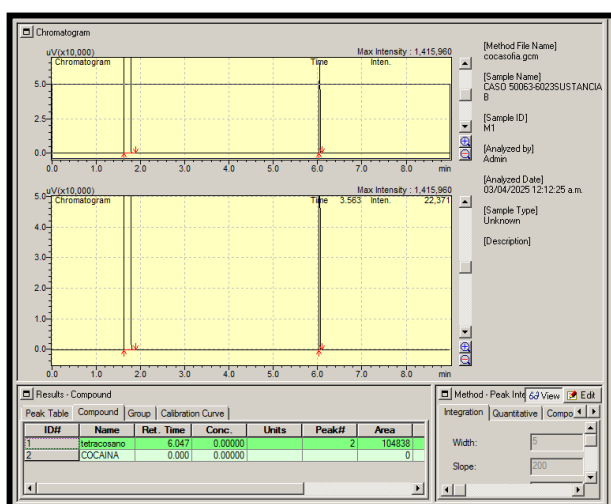 Chromatogram
uV(x10,000)
Max Intensity : 1,415,960
Chromatogram
Time Inten.
5.0
2.5
0.0
0.0 1.0 2.0 3.0 4.0 5.0 6.0 7.0 8.0 min
uV(x10,000)
Max Intensity : 1,415,960
Chromatogram
Time 3.563 Inten. 22,371
5.0
4.0
3.0
2.0
1.0
0.0
0.0 1.0 2.0 3.0 4.0 5.0 6.0 7.0 8.0 min
[Method File Name]
cocasofia.gcm
[Sample Name]
CASO 50063-6023SUSTANCIA
B
[Sample ID]
M1
[Analyzed by]
Admin
[Analyzed Date]
03/04/2025 12:12:25 a.m.
[Sample Type]
Unknown
[Description]
Results - Compound
Peak Table Compound Group Calibration Curve
ID# Name Ret. Time Conc. Units Peak# Area
1 tetracosano 6.047 0.00000 2 104838
2 COCAINA 0.000 0.00000 0
Method - Peak Inte View Edit
Integration Quantitative Compo
Width: 5
Slope: 200